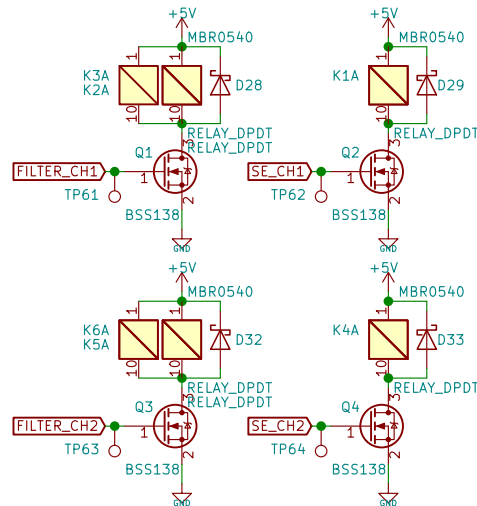 +5V
MBR0540
1
1
K3A
K2A
D28
10
10
RELAY_DPDT
RELAY_DPDT
3
Q1
FILTER_CH1
1
TP61
2
BSS138
GND
+5V
MBR0540
1
K1A
D29
10
RELAY_DPDT
3
Q2
SE_CH1
1
TP62
2
BSS138
GND
+5V
MBR0540
1
1
K6A
K5A
D32
10
10
RELAY_DPDT
RELAY_DPDT
3
Q3
FILTER_CH2
1
TP63
2
BSS138
GND
+5V
MBR0540
1
K4A
D33
10
RELAY_DPDT
3
Q4
SE_CH2
1
TP64
2
BSS138
GND